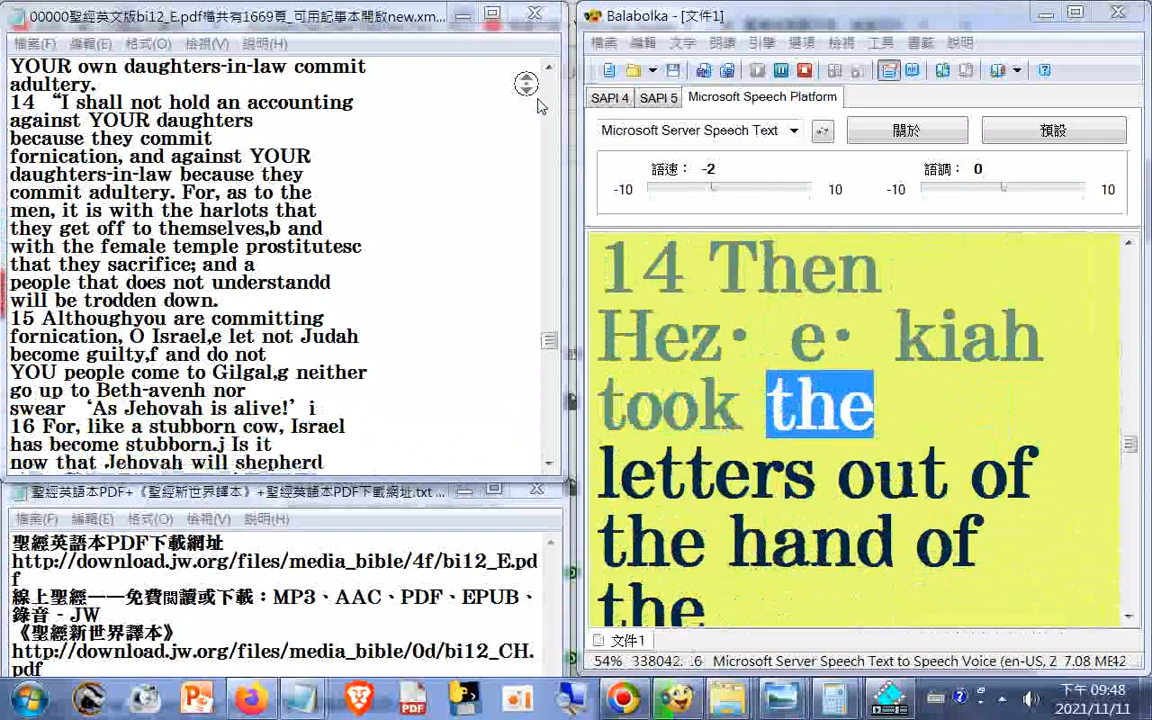 00000聖經英文版bi12_E.pdf檔共有1669頁_可用記事本開啟new.xm...
檔案(F) 編輯(E) 格式(O) 檢視(V) 說明(H)
YOUR own daughters-in-law commit
adultery.
14 “I shall not hold an accounting
against YOUR daughters
because they commit
fornication, and against YOUR
daughters-in-law because they
commit adultery. For, as to the
men, it is with the harlots that
they get off to themselves,b and
with the female temple prostitutesc
that they sacrifice; and a
people that does not understandd
will be trodden down.
15 Althoughyou are committing
fornication, O Israel,e let not Judah
become guilty,f and do not
YOU people come to Gilgal,g neither
go up to Beth-avenh nor
swear ‘As Jehovah is alive!’i
16 For, like a stubborn cow, Israel
has become stubborn.j Is it
now that Jehovah will shepherd
聖經英語本PDF+《聖經新世界譯本》+聖經英語本PDF下載網址.txt ...
檔案(F) 編輯(E) 格式(O) 檢視(V) 說明(H)
聖經英語本PDF下載網址
http://download.jw.org/files/media_bible/4f/bi12_E.pd
f
線上聖經——免費閱讀或下載：MP3、AAC、PDF、EPUB、
錄音 - JW
《聖經新世界譯本》
http://download.jw.org/files/media_bible/0d/bi12_CH.
pdf
Balabolka - [文件1]
檔案 編輯 文字 朗讀 引擎 選項 檢視 工具 書籤 說明
SAPI 4 SAPI 5 Microsoft Speech Platform
Microsoft Server Speech Text 關於 預設
語速： -2 語調： 0
-10 10 -10 10
14 Then
Hez· e· kiah
took the
letters out of
the hand of
the
文件1
54% 338042. Microsoft Server Speech Text to Speech Voice (en-US, Z
下午 09:48
2021/11/11